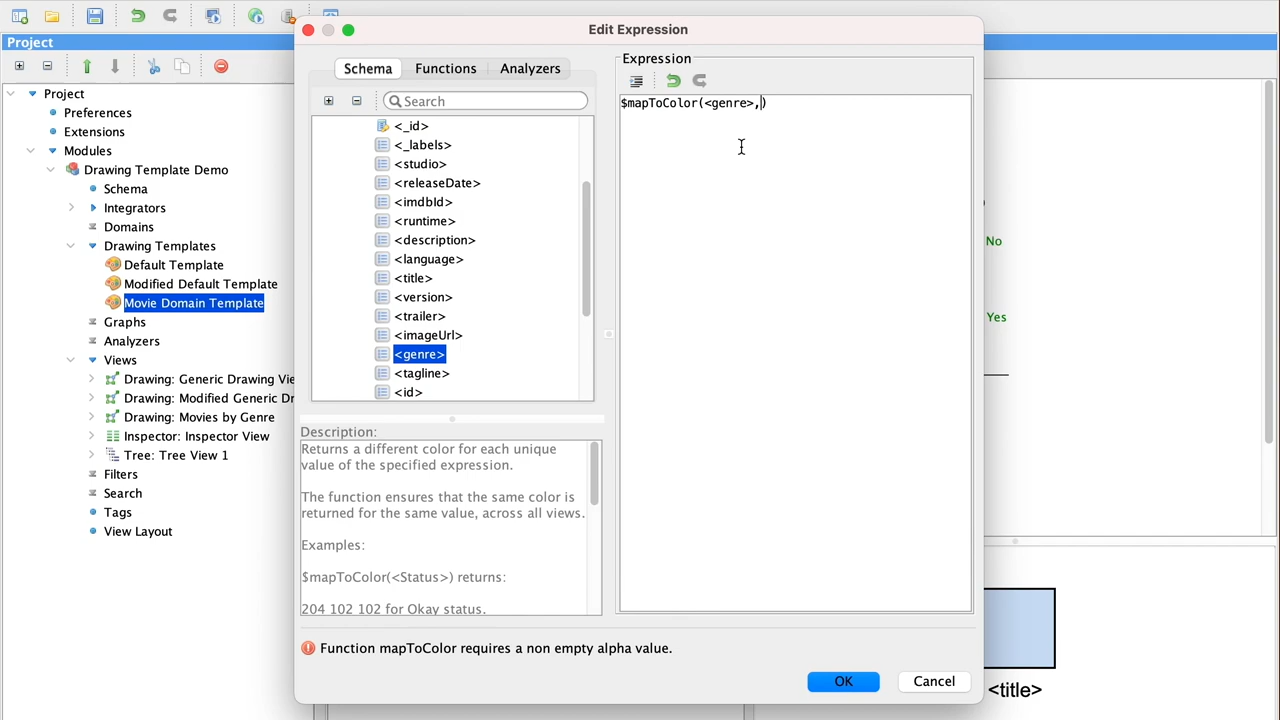 Project
Project
Preferences
Extensions
Modules
Drawing Template Demo
Schema
Integrators
Domains
Drawing Templates
Default Template
Modified Default Template
Movie Domain Template
Graphs
Analyzers
Views
Drawing: Generic Drawing Vie
Drawing: Modified Generic Dr
Drawing: Movies by Genre
Inspector: Inspector View
Tree: Tree View 1
Filters
Search
Tags
View Layout
Edit Expression
Schema Functions Analyzers
Search
<_id>
<_labels>
<studio>
<releaseDate>
<imdbId>
<runtime>
<description>
<language>
<title>
<version>
<trailer>
<imageUrl>
<genre>
<tagline>
<id>
Description:
Returns a different color for each unique
value of the specified expression.
The function ensures that the same color is
returned for the same value, across all views.
Examples:
$mapToColor(<Status>) returns:
204 102 102 for Okay status.
Expression
$mapToColor(<genre>,)
Function mapToColor requires a non empty alpha value.
OK Cancel
No
Yes
<title>